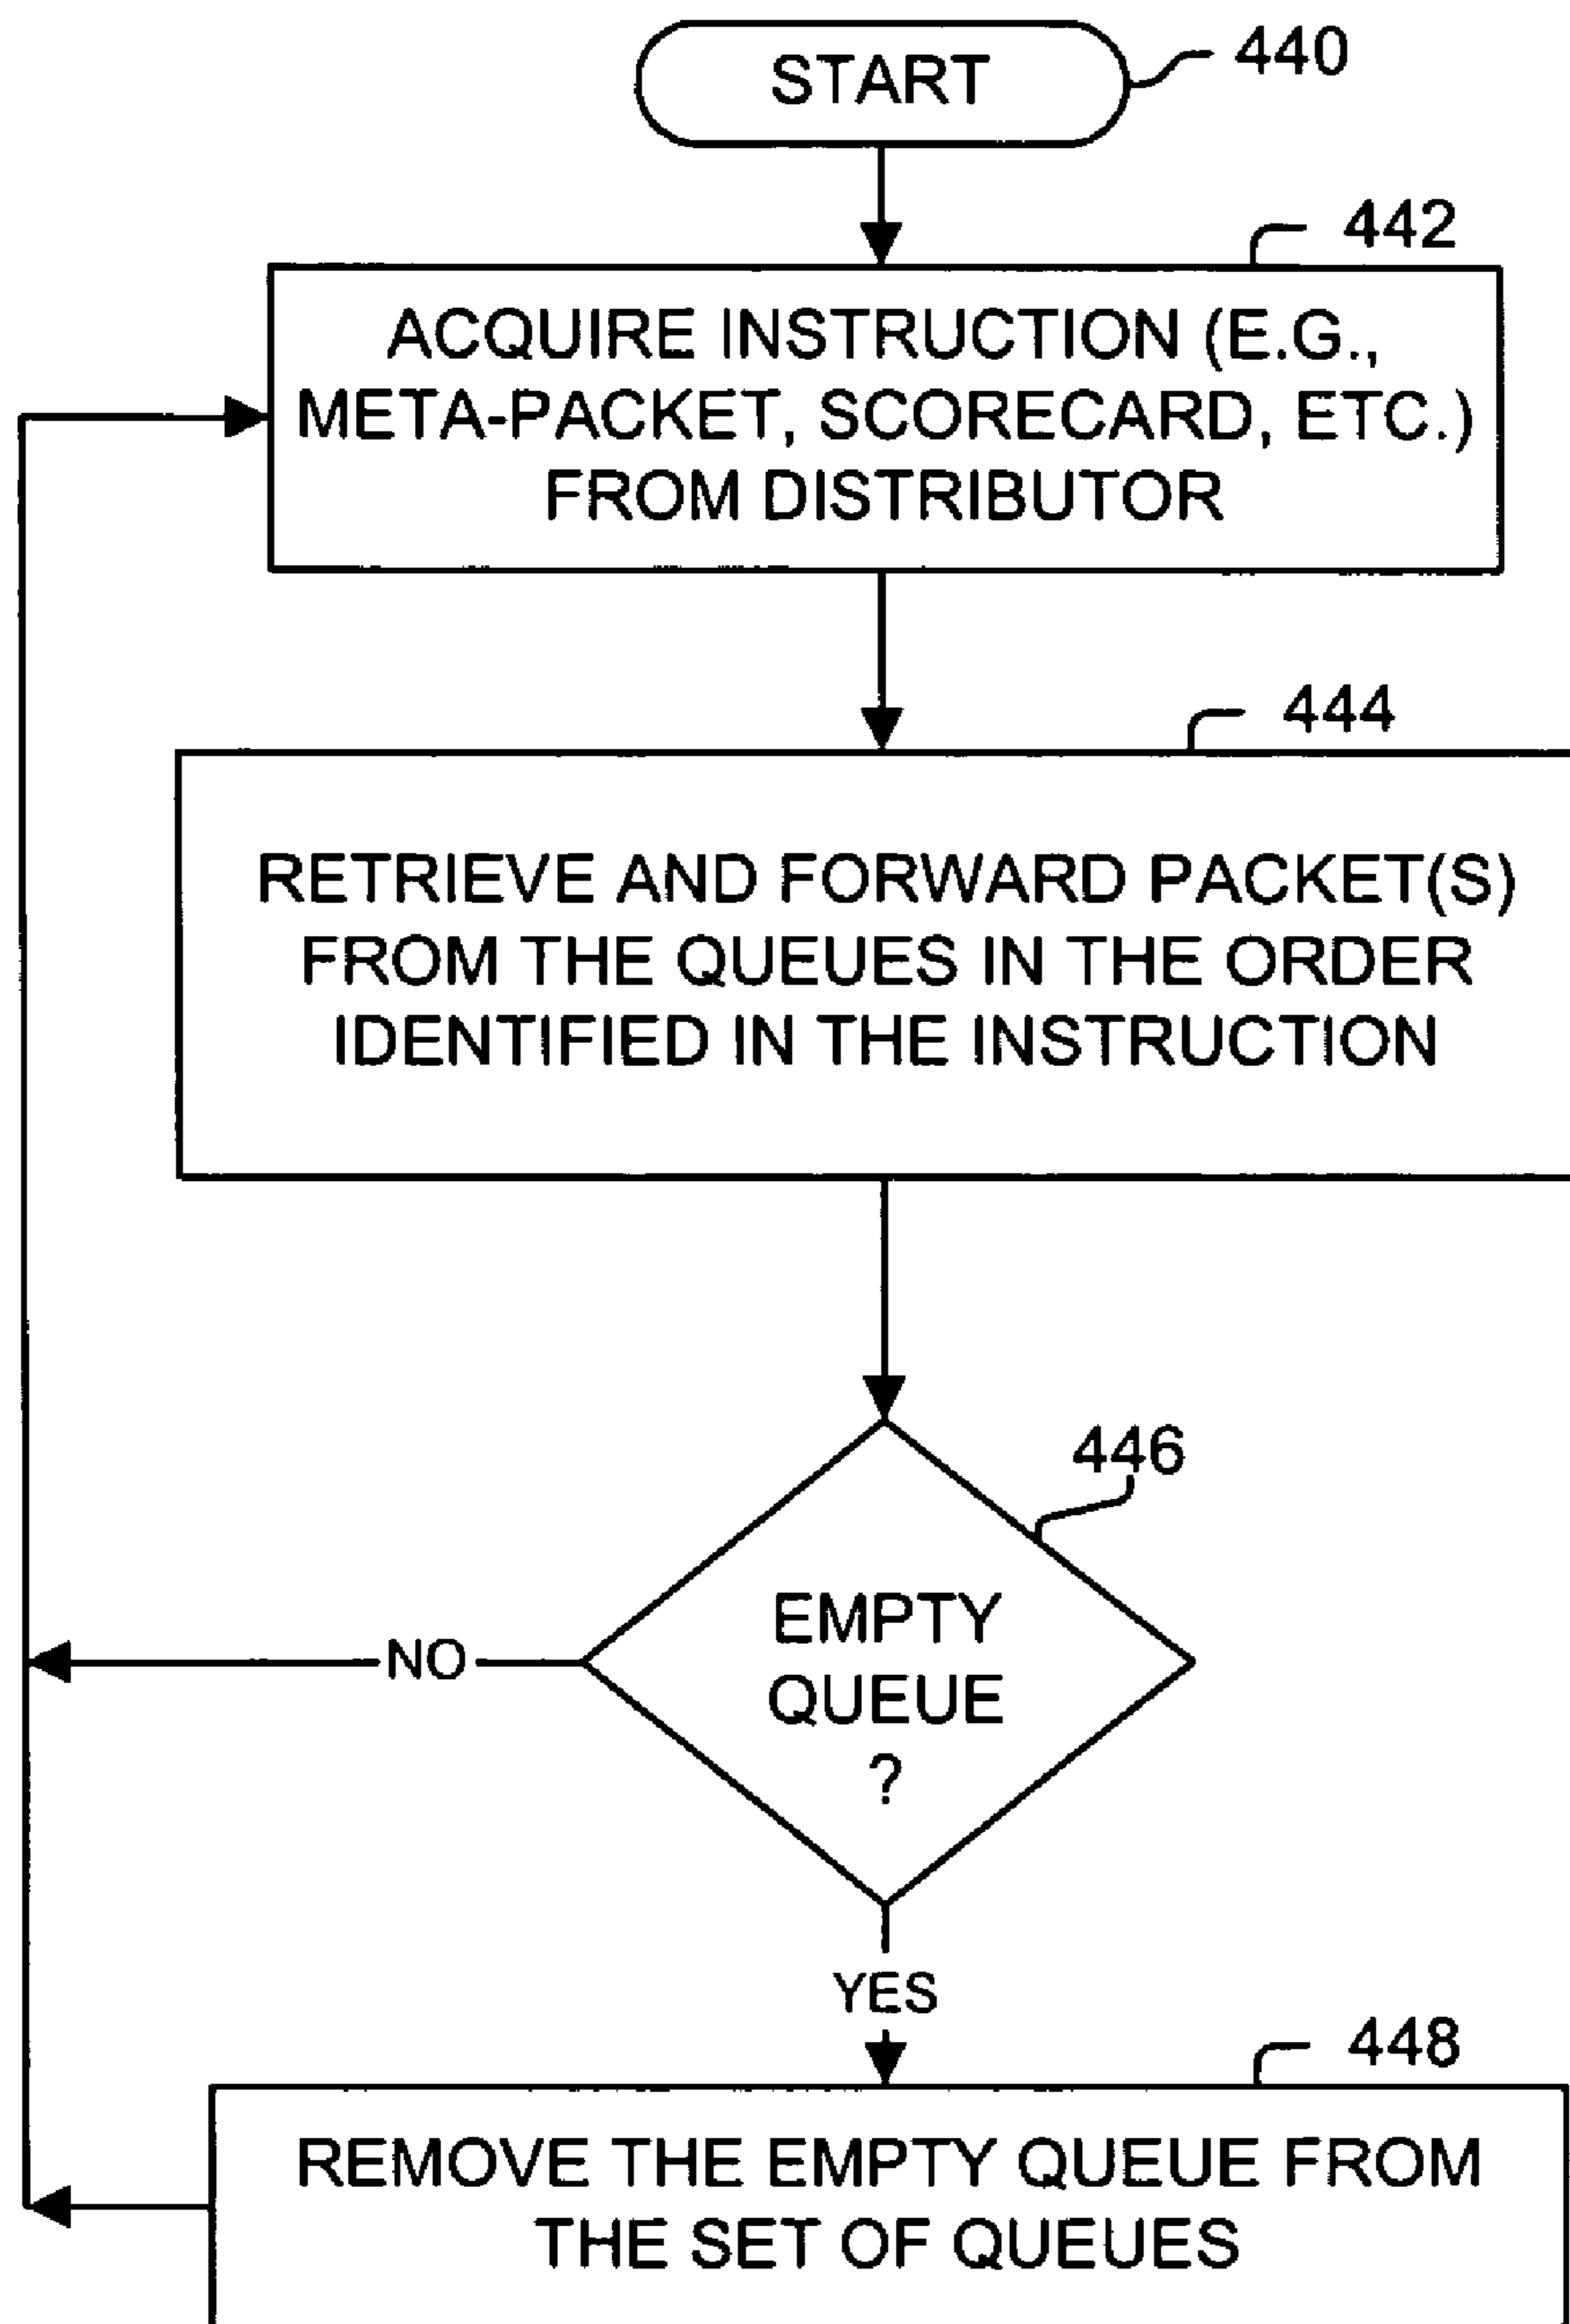 START
440
442
ACQUIRE INSTRUCTION (E.G.,
META-PACKET, SCORECARD, ETC.)
FROM DISTRIBUTOR
444
RETRIEVE AND FORWARD PACKET(S)
FROM THE QUEUES IN THE ORDER
IDENTIFIED IN THE INSTRUCTION
446
EMPTY
QUEUE
?
NO
YES
448
REMOVE THE EMPTY QUEUE FROM
THE SET OF QUEUES